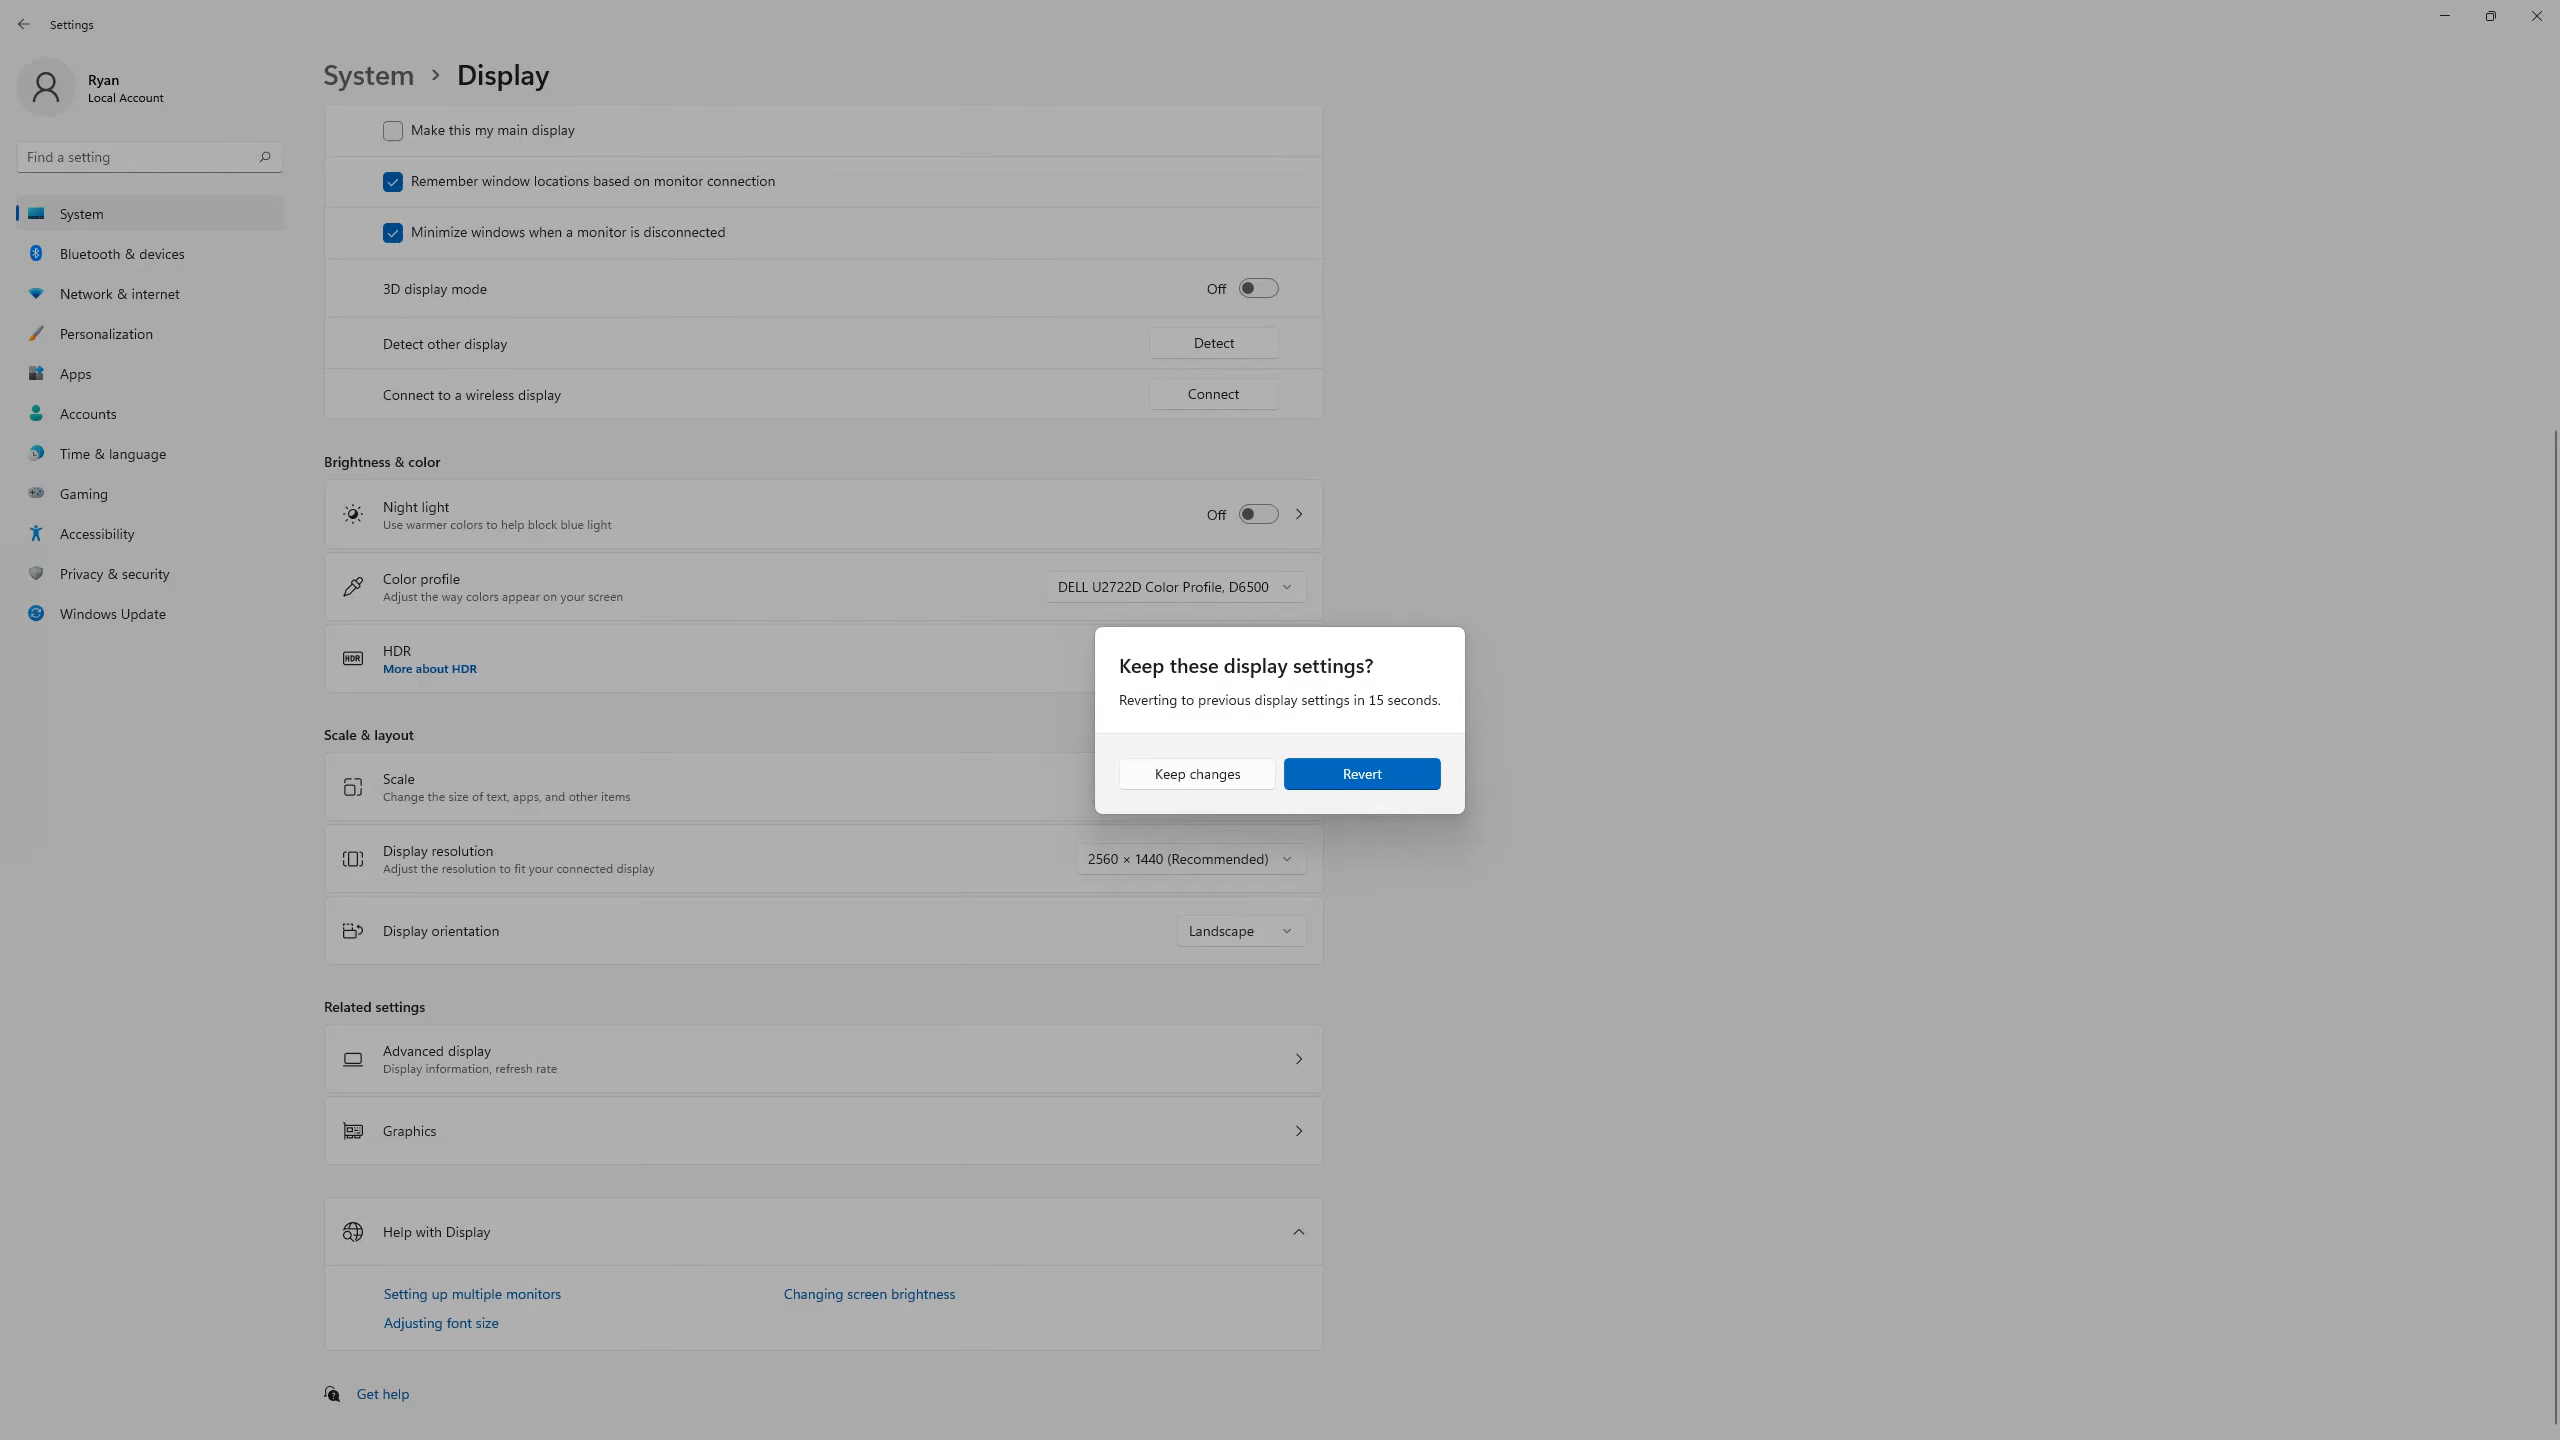 Settings
Ryan
Local Account
Find a setting
System
Bluetooth & devices
Network & internet
Personalization
Apps
Accounts
Time & language
Gaming
Accessibility
Privacy & security
Windows Update
System > Display
Make this my main display
Remember window locations based on monitor connection
Minimize windows when a monitor is disconnected
3D display mode Off
Detect other display Detect
Connect to a wireless display Connect
Brightness & color
Night light
Use warmer colors to help block blue light
Off
Color profile
Adjust the way colors appear on your screen
DELL U2722D Color Profile, D6500
HDR
HDR
More about HDR
Keep these display settings?
Reverting to previous display settings in 15 seconds.
Keep changes Revert
Scale & layout
Scale
Change the size of text, apps, and other items
Display resolution
Adjust the resolution to fit your connected display
2560 × 1440 (Recommended)
Display orientation Landscape
Related settings
Advanced display
Display information, refresh rate
Graphics
Help with Display
Setting up multiple monitors Changing screen brightness
Adjusting font size
Get help